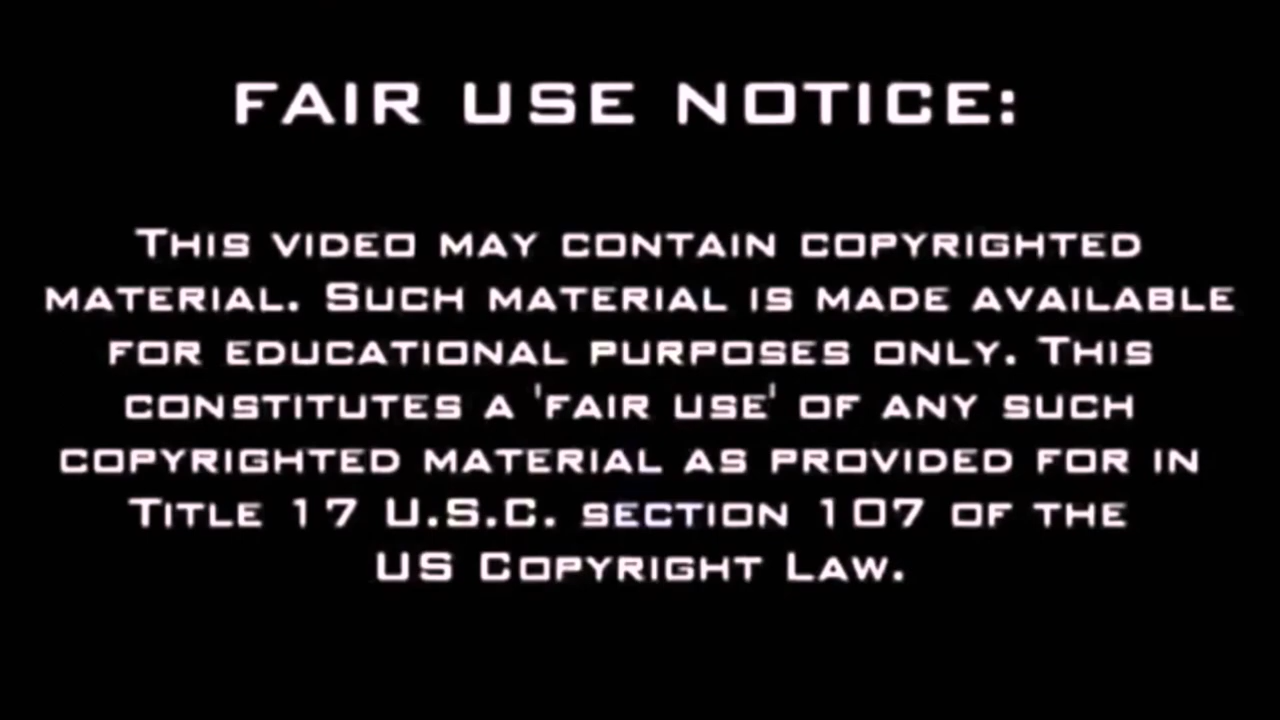 FAIR USE NOTICE:
THIS VIDEO MAY CONTAIN COPYRIGHTED
MATERIAL. SUCH MATERIAL IS MADE AVAILABLE
FOR EDUCATIONAL PURPOSES ONLY. THIS
CONSTITUTES A 'FAIR USE' OF ANY SUCH
COPYRIGHTED MATERIAL AS PROVIDED FOR IN
TITLE 17 U.S.C. SECTION 107 OF THE
US COPYRIGHT LAW.